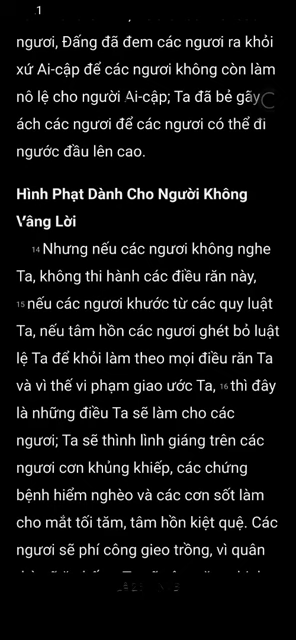 1
ngươi, Đấng đã đem các ngươi ra khỏi
xứ Ai-cập để các ngươi không còn làm
nô lệ cho người Ai-cập; Ta đã bẻ gãy
ách các ngươi để các ngươi có thể đi
ngước đầu lên cao.
Hình Phạt Dành Cho Người Không
Vâng Lời
14 Nhưng nếu các ngươi không nghe
Ta, không thi hành các điều răn này,
15 nếu các ngươi khước từ các quy luật
Ta, nếu tâm hồn các ngươi ghét bỏ luật
lệ Ta để khỏi làm theo mọi điều răn Ta
và vì thế vi phạm giao ước Ta, 16 thì đây
là những điều Ta sẽ làm cho các
ngươi; Ta sẽ thình lình giáng trên các
ngươi cơn khủng khiếp, các chứng
bệnh hiểm nghèo và các cơn sốt làm
cho mắt tối tăm, tâm hồn kiệt quệ. Các
ngươi sẽ phí công gieo trồng, vì quân